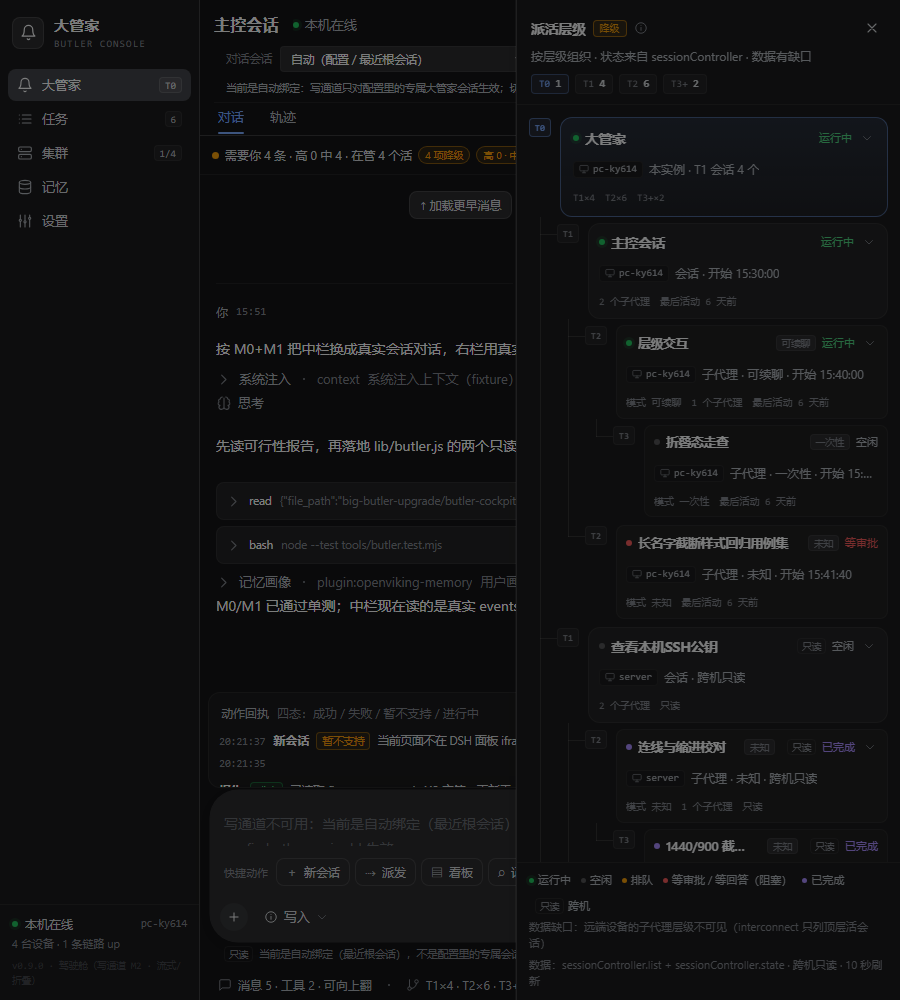 大管家
BUTLER CONSOLE
大管家 T0
任务 6
集群 1/4
记忆
设置
本机在线 pc-ky614
4 台设备 · 1 条链路 up
主控会话 本机在线
对话会话 自动（配置 / 最近根会话）
当前是自动绑定：写通道只对配置里的专属大管家会话生效；
对话 轨迹
需要你 4 条 · 高 0 中 4 · 在管 4 个活 4 项降级 高 0 · 中
↑ 加载更早消息
你 15:51
按 M0+M1 把中栏换成真实会话对话，右栏用真实
系统注入 · context 系统注入上下文（fixture）
思考
先读可行性报告，再落地 lib/butler.js 的两个只读
read {"file_path":"big-butler-upgrade/butler-cockpit
bash node --test tools/butler.test.mjs
记忆画像 · plugin:openviking-memory 用户画
M0/M1 已通过单测；中栏现在读的是真实 events
动作回执 四态：成功 / 失败 / 暂不支持 / 进行中
20:21:37 新会话 暂不支持 当前页面不在 DSH 面板 ifra
20:21:35
写通道不可用：当前是自动绑定（最近根会话）
快捷动作 + 新会话 → 派发 看板
+ 写入
只读 当前是自动绑定（最近根会话），不是配置里的专属会
消息 5 · 工具 2 · 可向上翻 · T1×4 · T2×6 · T3+
派活层级 降级
按层级组织 · 状态来自 sessionController · 数据有缺口
T0 1 T1 4 T2 6 T3+ 2
T0 大管家 运行中
pc-ky614 本实例 · T1 会话 4 个
T1×4 T2×6 T3+×2
T1 主控会话 运行中
pc-ky614 会话 · 开始 15:30:00
2 个子代理 最后活动 6 天前
T2 层级交互 可续聊 运行中
pc-ky614 子代理 · 可续聊 · 开始 15:40:00
模式 可续聊 1 个子代理 最后活动 6 天前
T3 折叠态走查 一次性 空闲
pc-ky614 子代理 · 一次性 · 开始 15:...
模式 一次性 最后活动 6 天前
T2 长名字截断样式回归用例集 未知 等审批
pc-ky614 子代理 · 未知 · 开始 15:41:40
模式 未知 最后活动 6 天前
T1 查看本机SSH公钥 只读 空闲
server 会话 · 跨机只读
2 个子代理 只读
T2 连线与缩进校对 未知 只读 已完成
server 子代理 · 未知 · 跨机只读
模式 未知 1 个子代理 只读
T3 1440/900 截... 未知 只读 已完成
运行中 空闲 排队 等审批 / 等回答（阻塞） 已完成
只读 跨机
数据缺口：远端设备的子代理层级不可见（interconnect 只列顶层活会
话）
数据：sessionController.list + sessionController.state · 跨机只读 · 10 秒刷
新